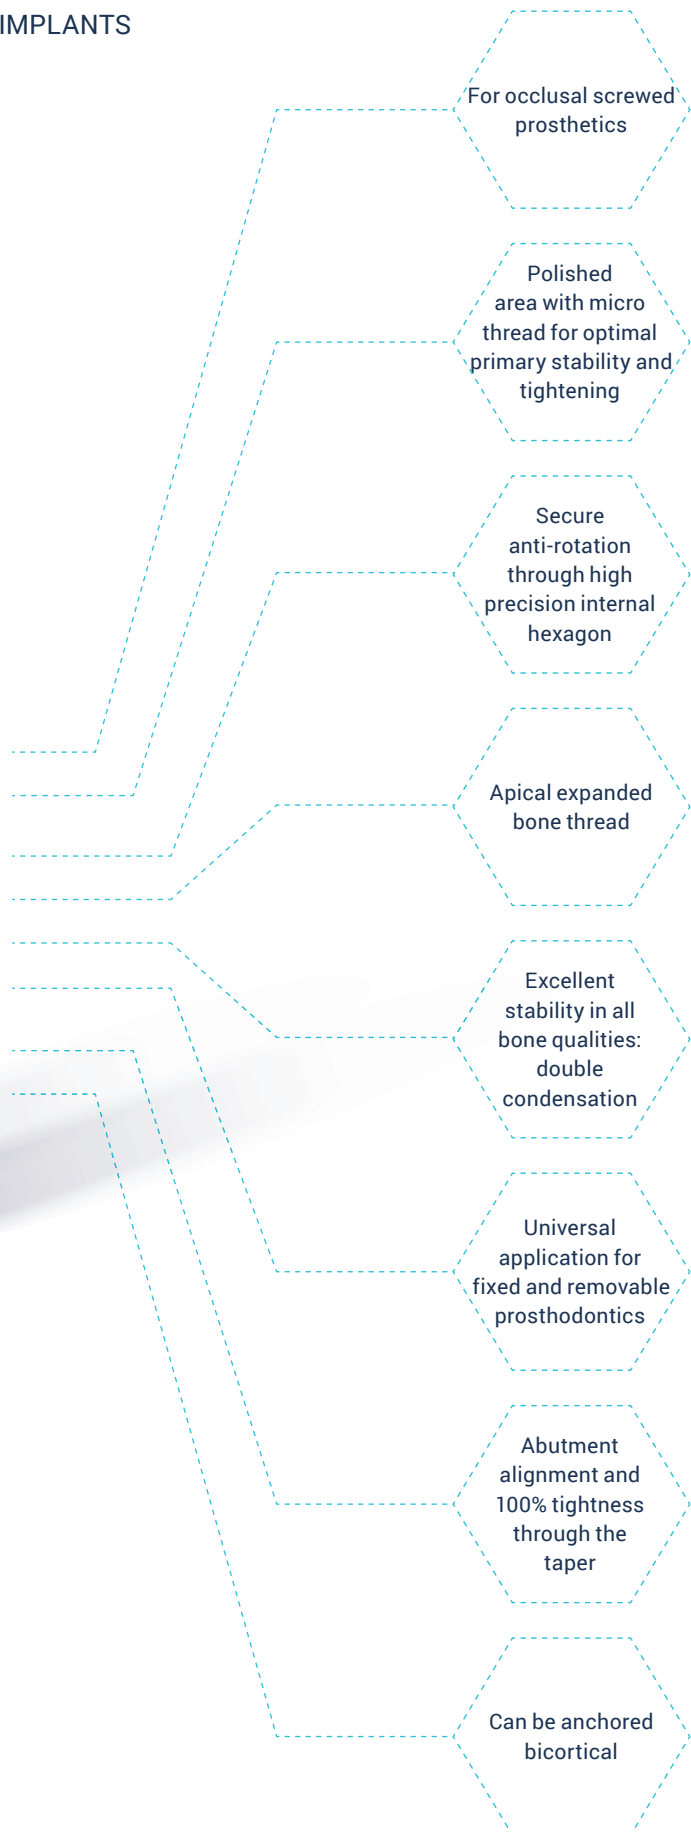 IMPLANTS
For occlusal screwed
prosthetics
Polished
area with micro
thread for optimal
primary stability and
tightening
Secure
anti-rotation
through high
precision internal
hexagon
Apical expanded
bone thread
Excellent
stability in all
bone qualities:
double
condensation
Universal
application for
fixed and removable
prosthodontics
Abutment
alignment and
100% tightness
through the
taper
Can be anchored
bicortical